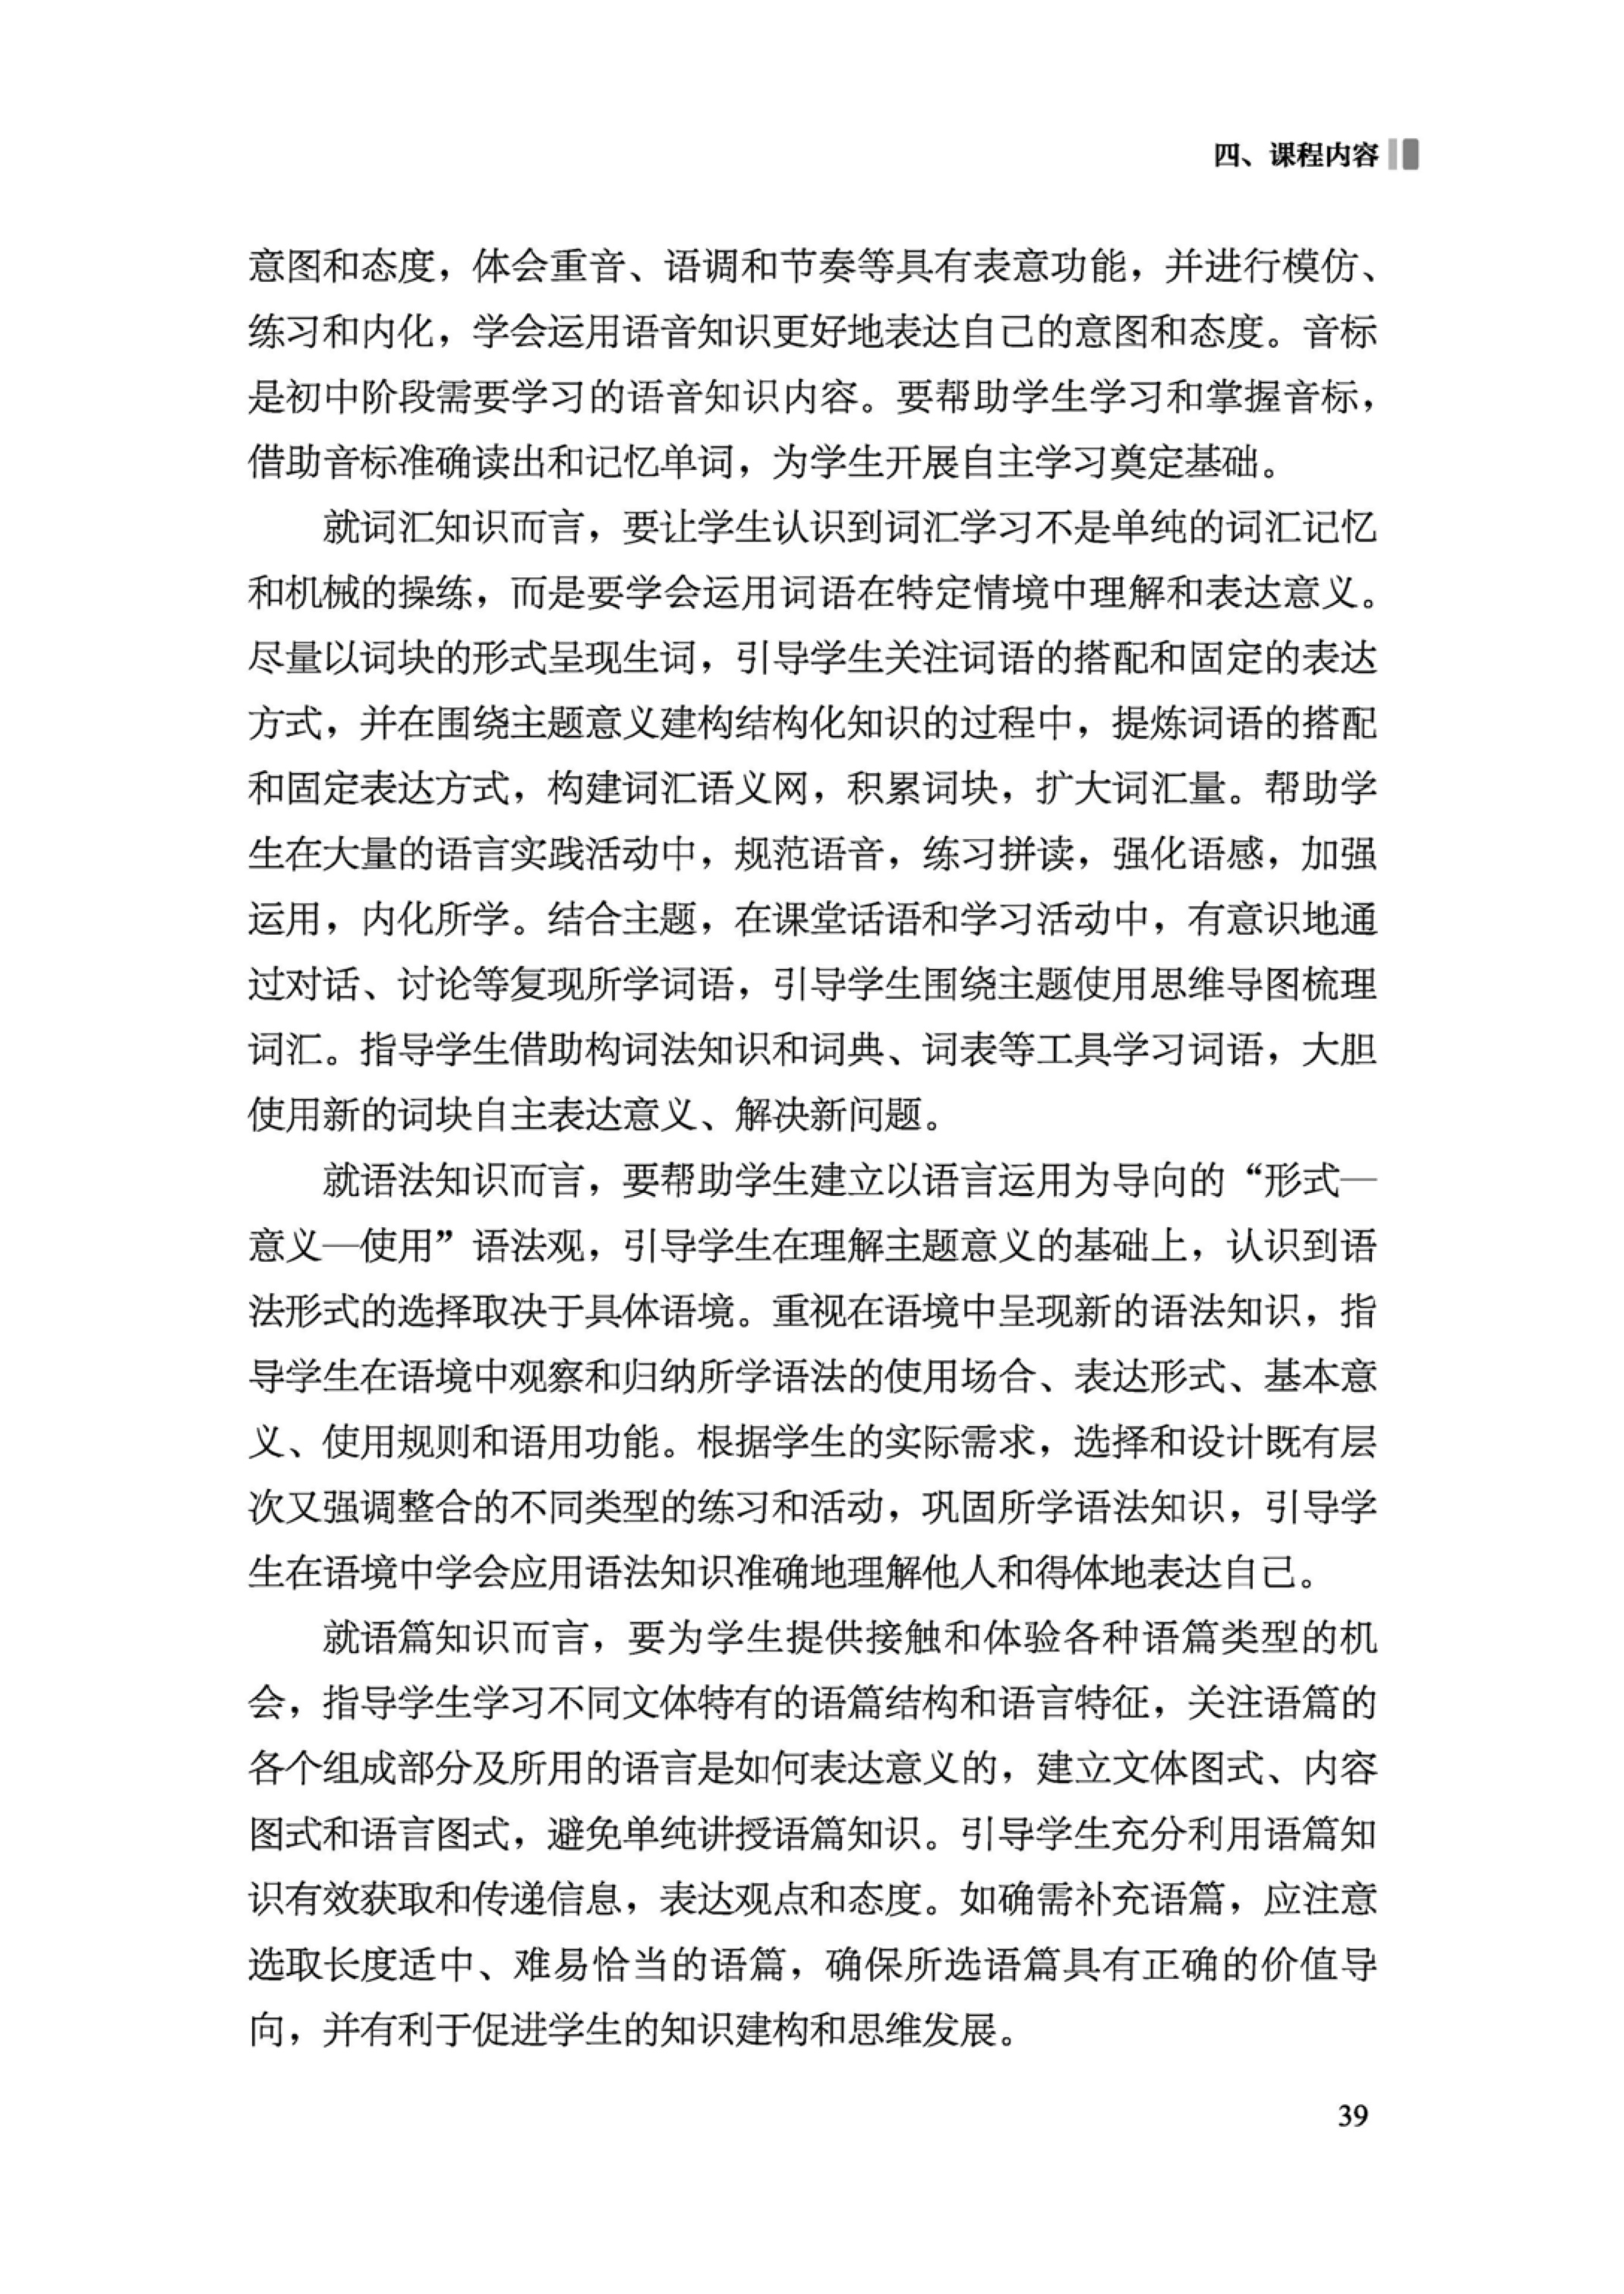 四、课程内容
意图和态度，体会重音、语调和节奏等具有表意功能，并进行模仿、
练习和内化，学会运用语音知识更好地表达自己的意图和态度。音标
是初中阶段需要学习的语音知识内容。要帮助学生学习和掌握音标，
借助音标准确读出和记忆单词，为学生开展自主学习奠定基础。
就词汇知识而言，要让学生认识到词汇学习不是单纯的词汇记忆
和机械的操练，而是要学会运用词语在特定情境中理解和表达意义。
尽量以词块的形式呈现生词，引导学生关注词语的搭配和固定的表达
方式，并在围绕主题意义建构结构化知识的过程中，提炼词语的搭配
和固定表达方式，构建词汇语义网，积累词块，扩大词汇量。帮助学
生在大量的语言实践活动中，规范语音，练习拼读，强化语感，加强
运用，内化所学。结合主题，在课堂话语和学习活动中，有意识地通
过对话、讨论等复现所学词语，引导学生围绕主题使用思维导图梳理
词汇。指导学生借助构词法知识和词典、词表等工具学习词语，大胆
使用新的词块自主表达意义、解决新问题。
就语法知识而言，要帮助学生建立以语言运用为导向的“形式—
意义—使用”语法观，引导学生在理解主题意义的基础上，认识到语
法形式的选择取决于具体语境。重视在语境中呈现新的语法知识，指
导学生在语境中观察和归纳所学语法的使用场合、表达形式、基本意
义、使用规则和语用功能。根据学生的实际需求，选择和设计既有层
次又强调整合的不同类型的练习和活动，巩固所学语法知识，引导学
生在语境中学会应用语法知识准确地理解他人和得体地表达自己。
就语篇知识而言，要为学生提供接触和体验各种语篇类型的机
会，指导学生学习不同文体特有的语篇结构和语言特征，关注语篇的
各个组成部分及所用的语言是如何表达意义的，建立文体图式、内容
图式和语言图式，避免单纯讲授语篇知识。引导学生充分利用语篇知
识有效获取和传递信息，表达观点和态度。如确需补充语篇，应注意
选取长度适中、难易恰当的语篇，确保所选语篇具有正确的价值导
向，并有利于促进学生的知识建构和思维发展。
39